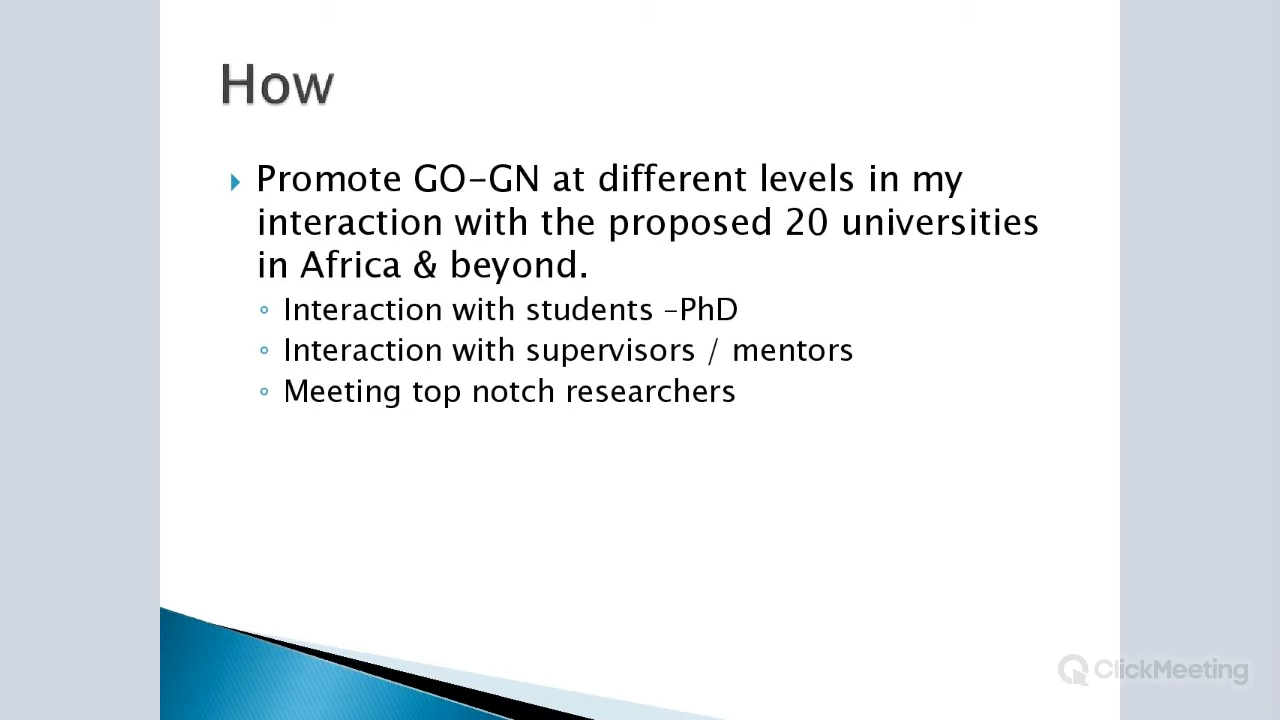 How
Promote GO-GN at different levels in my
interaction with the proposed 20 universities
in Africa & beyond.
Interaction with students –PhD
Interaction with supervisors / mentors
Meeting top notch researchers
ClickMeeting